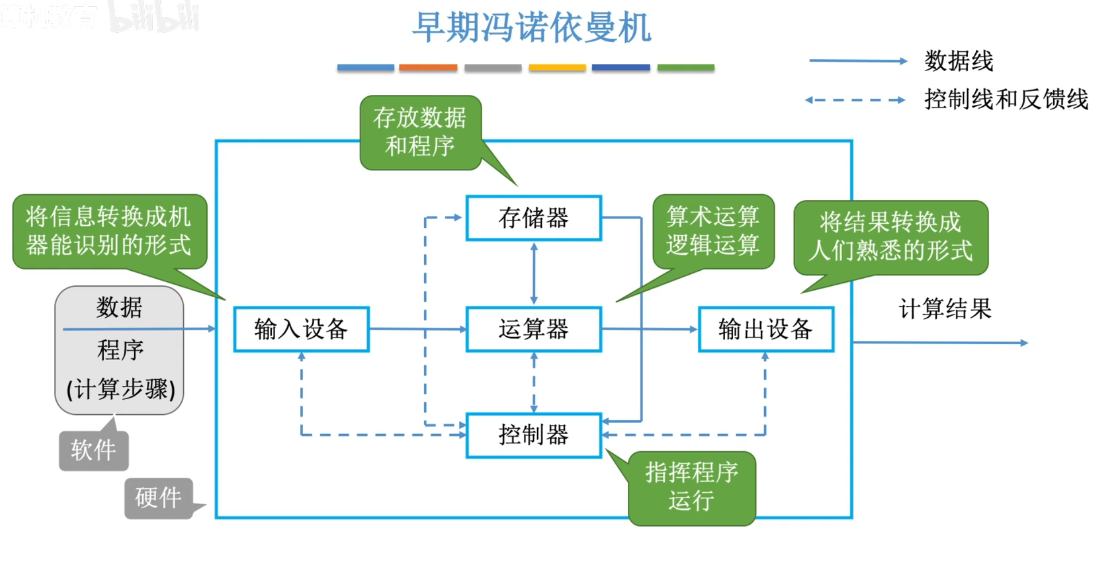 bilibili
早期冯诺依曼机
数据线
控制线和反馈线
存放数据
和程序
将信息转换成机
器能识别的形式
存储器
算术运算
逻辑运算
将结果转换成
人们熟悉的形式
数据
程序
(计算步骤)
输入设备
运算器
输出设备
计算结果
控制器
软件
硬件
指挥程序
运行